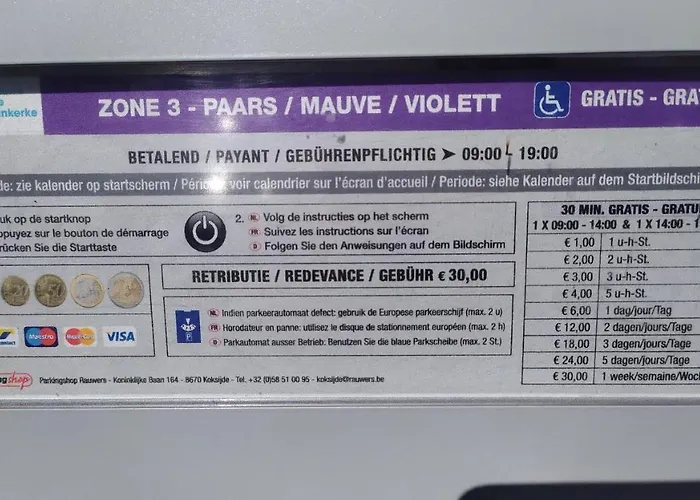 nkerke
ZONE 3 - PAARS / MAUVE / VIOLETT
GRATIS - GRA
BETALEND / PAYANT / GEBÜHRENPFLICHTIG ➤ 09:00 - 19:00
de: zie kalender op startscherm / Période: voir calendrier sur l'écran d'accueil / Periode: siehe Kalender auf dem Startbildschi
uk op de startknop
ppuyez sur le bouton de démarrage
rücken Sie die Starttaste
2. NL Volg de instructies op het scherm
FR Suivez les instructions sur l'écran
D Folgen Sie den Anweisungen auf dem Bildschirm
RETRIBUTIE / REDEVANCE / GEBÜHR € 30,00
NL Indien parkeerautomaat defect: gebruik de Europese parkeerschijf (max. 2 u)
FR Horodateur en panne: utilisez le disque de stationnement européen (max. 2 h)
D Parkautomat ausser Betrieb: Benutzen Sie die blaue Parkscheibe (max. 2 St.)
Maestro
MasterCard
VISA
shop Parkingshop Rauwers - Koninklijke Baan 164 - 8670 Koksijde - Tel. +32 (0)58 51 00 95 - koksijde@rauwers.be
30 MIN. GRATIS - GRATU
1 X 09:00 - 14:00 & 1 X 14:00 - 1
€ 1,00 1 u-h-St.
€ 2,00 2 u-h-St.
€ 3,00 3 u-h-St.
€ 4,00 5 u-h-St.
€ 6,00 1 dag/jour/Tag
€ 12,00 2 dagen/jours/Tage
€ 18,00 3 dagen/jours/Tage
€ 24,00 5 dagen/jours/Tage
€ 30,00 1 week/semaine/Woc